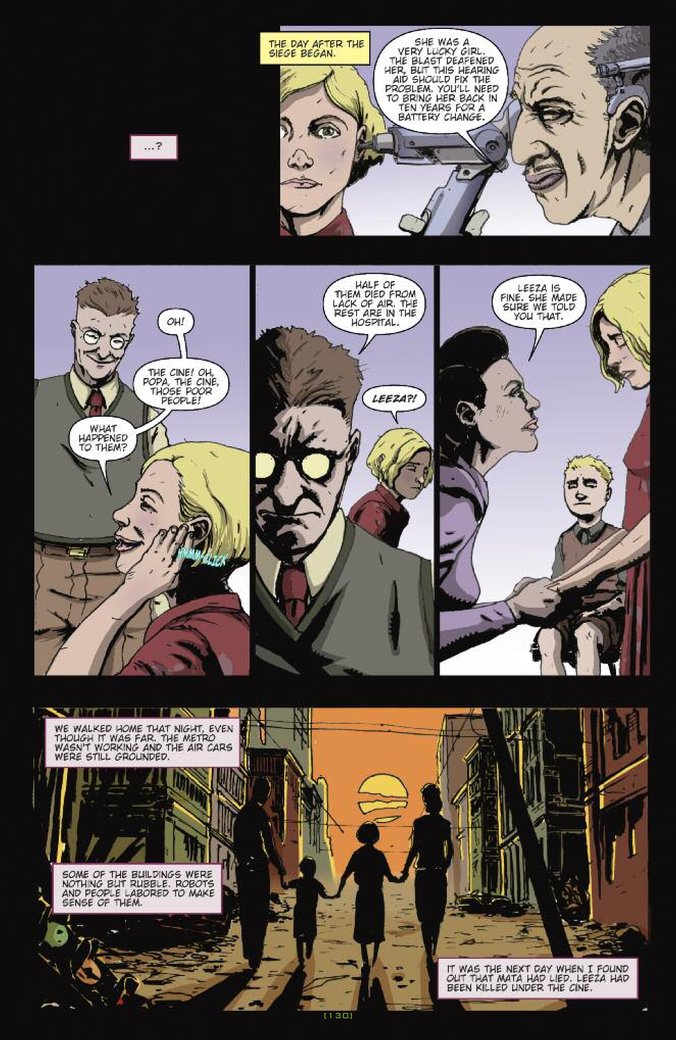 THE DAY AFTER THE
SIEGE BEGAN.
SHE WAS A
VERY LUCKY GIRL.
THE BLAST DEAFENED
HER, BUT THIS HEARING
AID SHOULD FIX THE
PROBLEM. YOU'LL NEED
TO BRING HER BACK IN
TEN YEARS FOR A
BATTERY CHANGE.
...?
OH!
THE CINE! OH,
POPA, THE CINE,
THOSE POOR
PEOPLE!
WHAT
HAPPENED
TO THEM?
HMMM-CLICK
HALF OF
THEM DIED FROM
LACK OF AIR. THE
REST ARE IN THE
HOSPITAL.
LEEZA?!
LEEZA IS
FINE. SHE MADE
SURE WE TOLD
YOU THAT.
WE WALKED HOME THAT NIGHT, EVEN
THOUGH IT WAS FAR. THE METRO
WASN'T WORKING AND THE AIR CARS
WERE STILL GROUNDED.
SOME OF THE BUILDINGS WERE
NOTHING BUT RUBBLE. ROBOTS
AND PEOPLE LABORED TO MAKE
SENSE OF THEM.
IT WAS THE NEXT DAY WHEN I FOUND
OUT THAT MATA HAD LIED. LEEZA HAD
BEEN KILLED UNDER THE CINE.
[130]